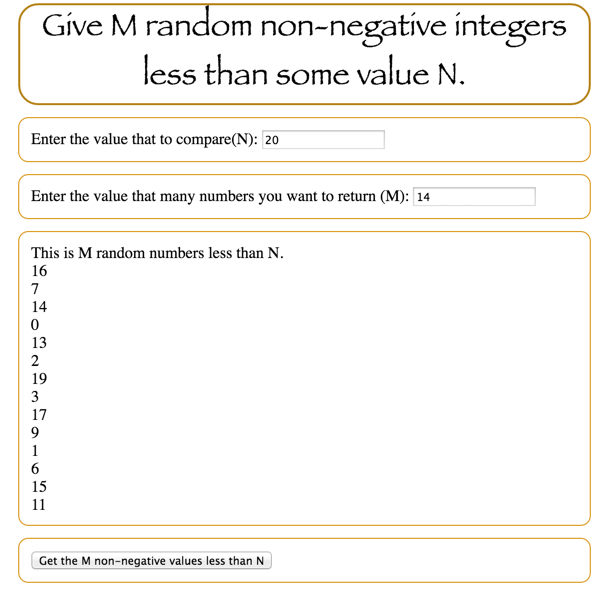 Give M random non-negative integers
less than some value N.
Enter the value that to compare(N): 20
Enter the value that many numbers you want to return (M): 14
This is M random numbers less than N.
16
7
14
0
13
2
19
3
17
9
1
6
15
11
Get the M non-negative values less than N